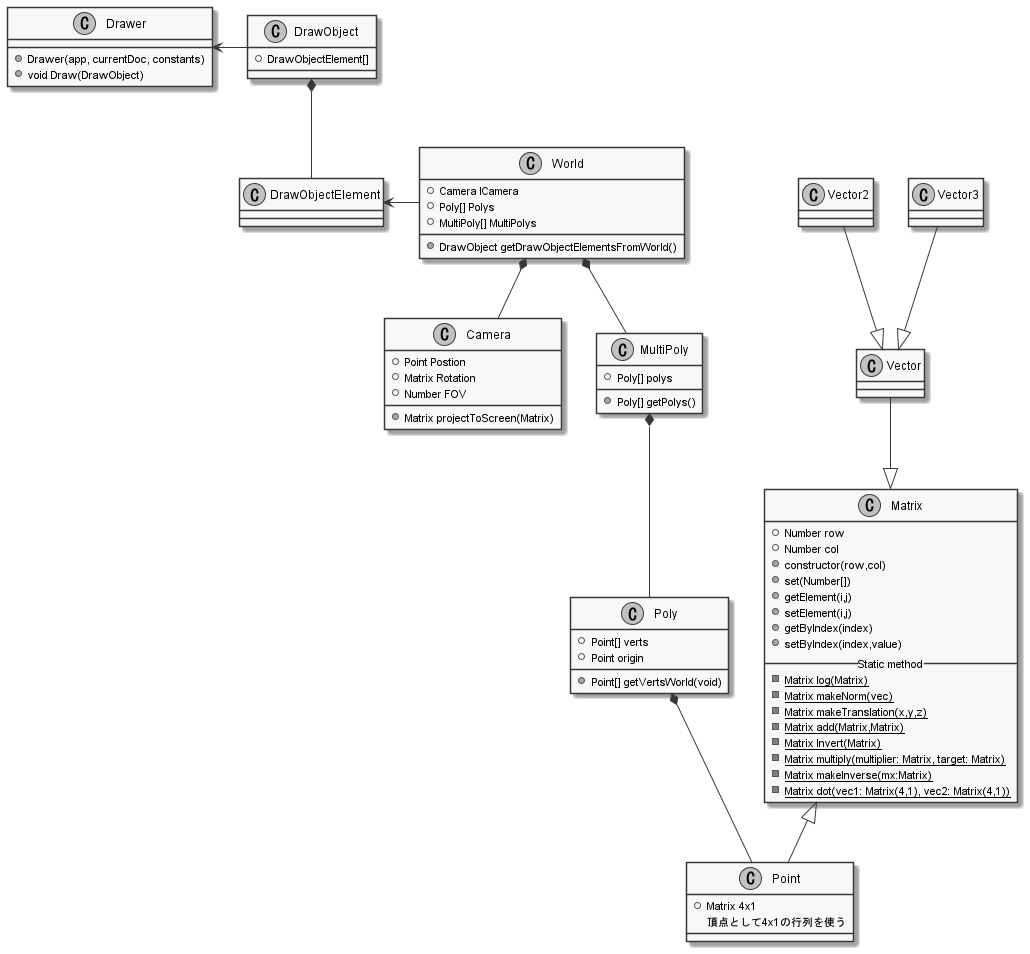 C Drawer
Drawer(app, currentDoc, constants)
void Draw(DrawObject)
C DrawObject
DrawObjectElement[]
C DrawObjectElement
C World
Camera ICamera
Poly[] Polys
MultiPoly[] MultiPolys
DrawObject getDrawObjectElementsFromWorld()
C Vector2
C Vector3
C Camera
Point Postion
Matrix Rotation
Number FOV
Matrix projectToScreen(Matrix)
C MultiPoly
Poly[] polys
Poly[] getPolys()
C Vector
C Matrix
Number row
Number col
constructor(row,col)
set(Number[])
getElement(i,j)
setElement(i,j)
getByIndex(index)
setByIndex(index,value)
Static method
Matrix log(Matrix)
Matrix makeNorm(vec)
Matrix makeTranslation(x,y,z)
Matrix add(Matrix,Matrix)
Matrix Invert(Matrix)
Matrix multiply(multiplier: Matrix, target: Matrix)
Matrix makeInverse(mx:Matrix)
Matrix dot(vec1: Matrix(4,1), vec2: Matrix(4,1))
C Poly
Point[] verts
Point origin
Point[] getVertsWorld(void)
C Point
Matrix 4x1
頂点として4x1の行列を使う